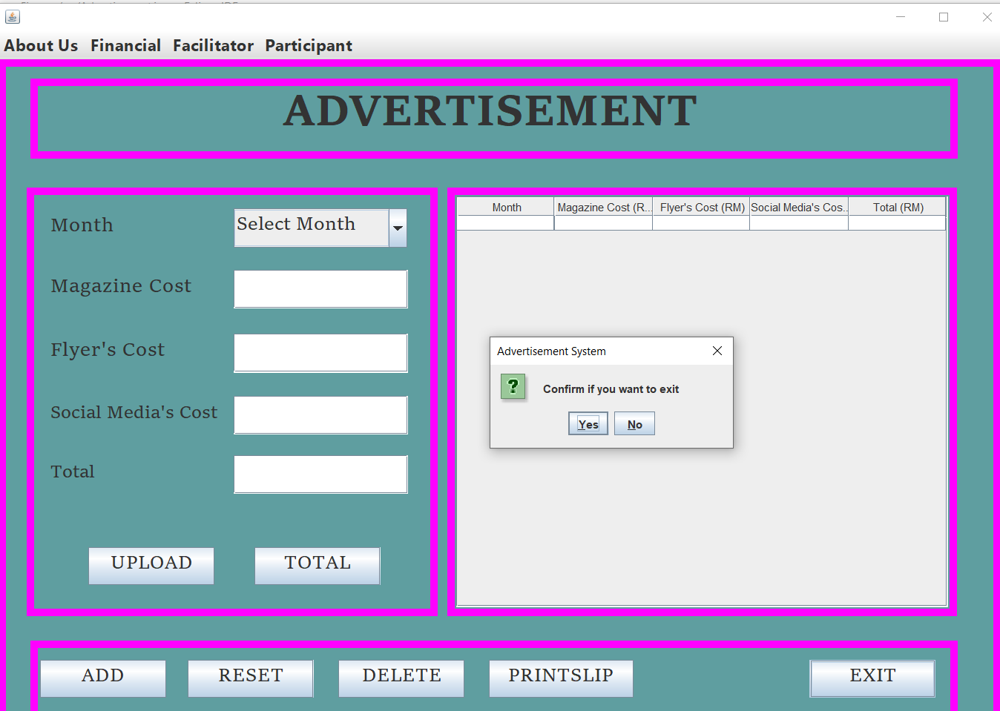 About Us Financial Facilitator Participant
ADVERTISEMENT
Month Select Month
Magazine Cost
Flyer's Cost
Social Media's Cost
Total
UPLOAD TOTAL
Month Magazine Cost (R... Flyer's Cost (RM) Social Media's Cos... Total (RM)
Advertisement System
?
Confirm if you want to exit
Yes No
ADD RESET DELETE PRINTSLIP EXIT